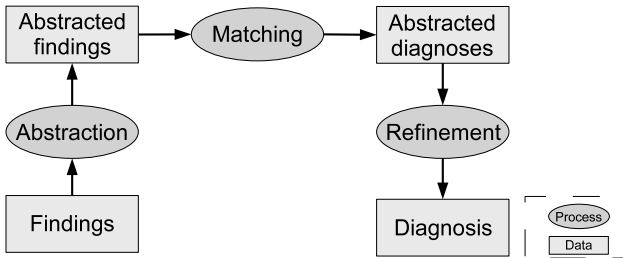 Abstracted
findings
Matching
Abstracted
diagnoses
Abstraction
Refinement
Findings
Diagnosis
Process
Data